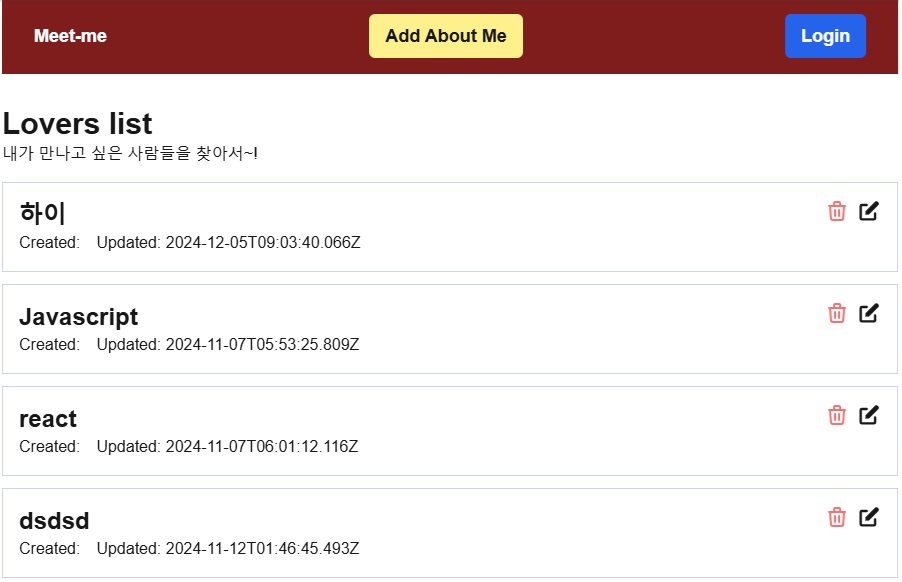 Meet-me Add About Me Login
Lovers list
내가 만나고 싶은 사람들을 찾아서~!
하이
Created: Updated: 2024-12-05T09:03:40.066Z
Javascript
Created: Updated: 2024-11-07T05:53:25.809Z
react
Created: Updated: 2024-11-07T06:01:12.116Z
dsdsd
Created: Updated: 2024-11-12T01:46:45.493Z